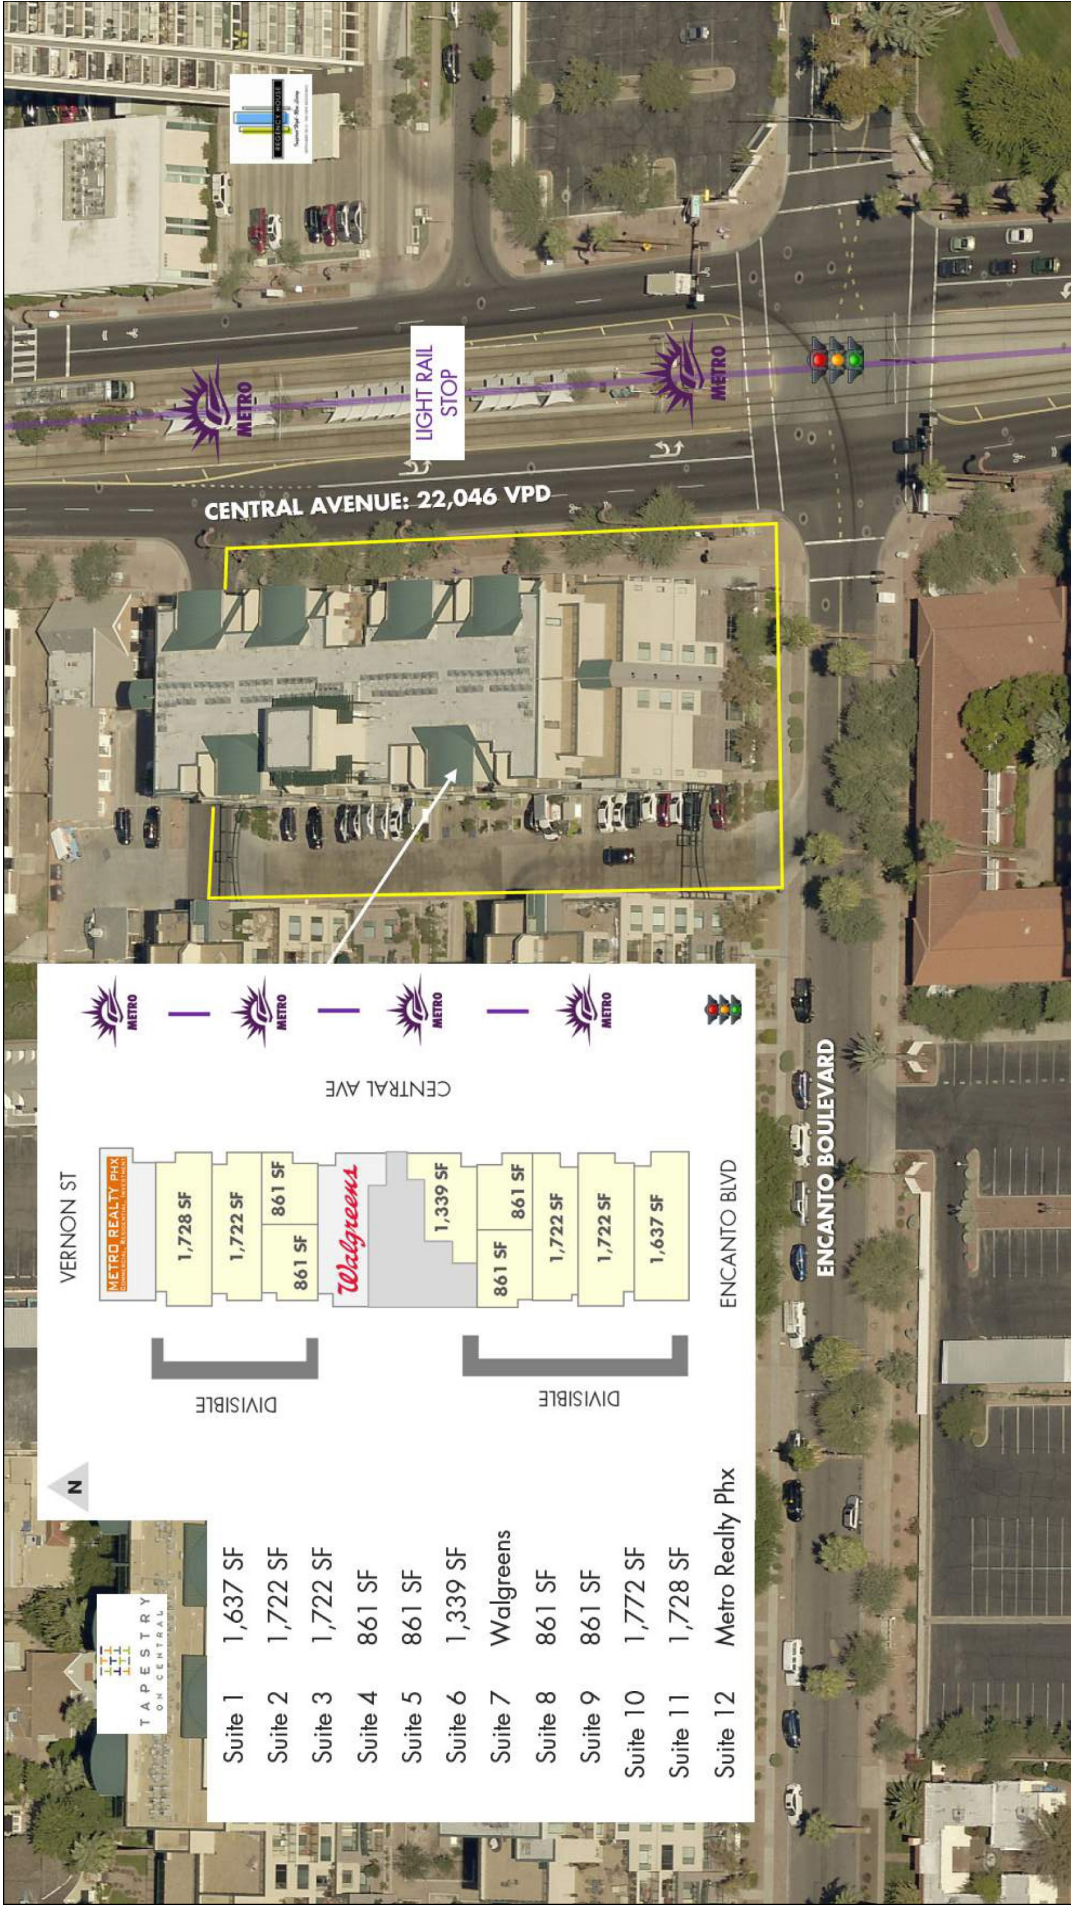 REGENCY HOUSE
METRO
LIGHT RAIL
STOP
METRO
CENTRAL AVENUE: 22,046 VPD
ENCANTO BOULEVARD
TAPESTRY
ON CENTRAL
N
VERNON ST
METRO REALTY PHX
COMMERCIAL, RESIDENTIAL, INVESTMENT
1,728 SF
1,722 SF
861 SF
861 SF
Walgreens
1,339 SF
861 SF
861 SF
1,722 SF
1,722 SF
1,637 SF
ENCANTO BLVD
DIVISIBLE
DIVISIBLE
CENTRAL AVE
METRO
METRO
METRO
METRO
Suite 1 1,637 SF
Suite 2 1,722 SF
Suite 3 1,722 SF
Suite 4 861 SF
Suite 5 861 SF
Suite 6 1,339 SF
Suite 7 Walgreens
Suite 8 861 SF
Suite 9 861 SF
Suite 10 1,772 SF
Suite 11 1,728 SF
Suite 12 Metro Realty Phx